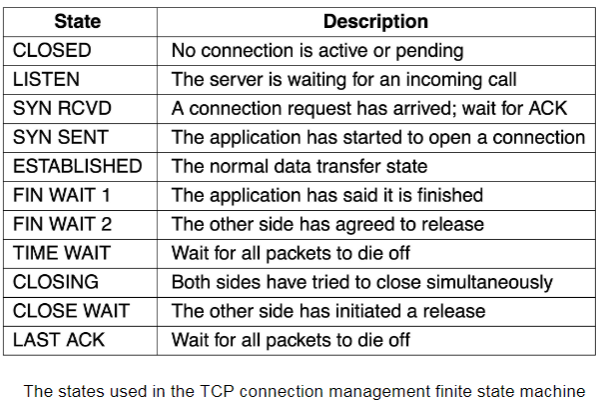 State Description
CLOSED No connection is active or pending
LISTEN The server is waiting for an incoming call
SYN RCVD A connection request has arrived; wait for ACK
SYN SENT The application has started to open a connection
ESTABLISHED The normal data transfer state
FIN WAIT 1 The application has said it is finished
FIN WAIT 2 The other side has agreed to release
TIME WAIT Wait for all packets to die off
CLOSING Both sides have tried to close simultaneously
CLOSE WAIT The other side has initiated a release
LAST ACK Wait for all packets to die off
The states used in the TCP connection management finite state machine